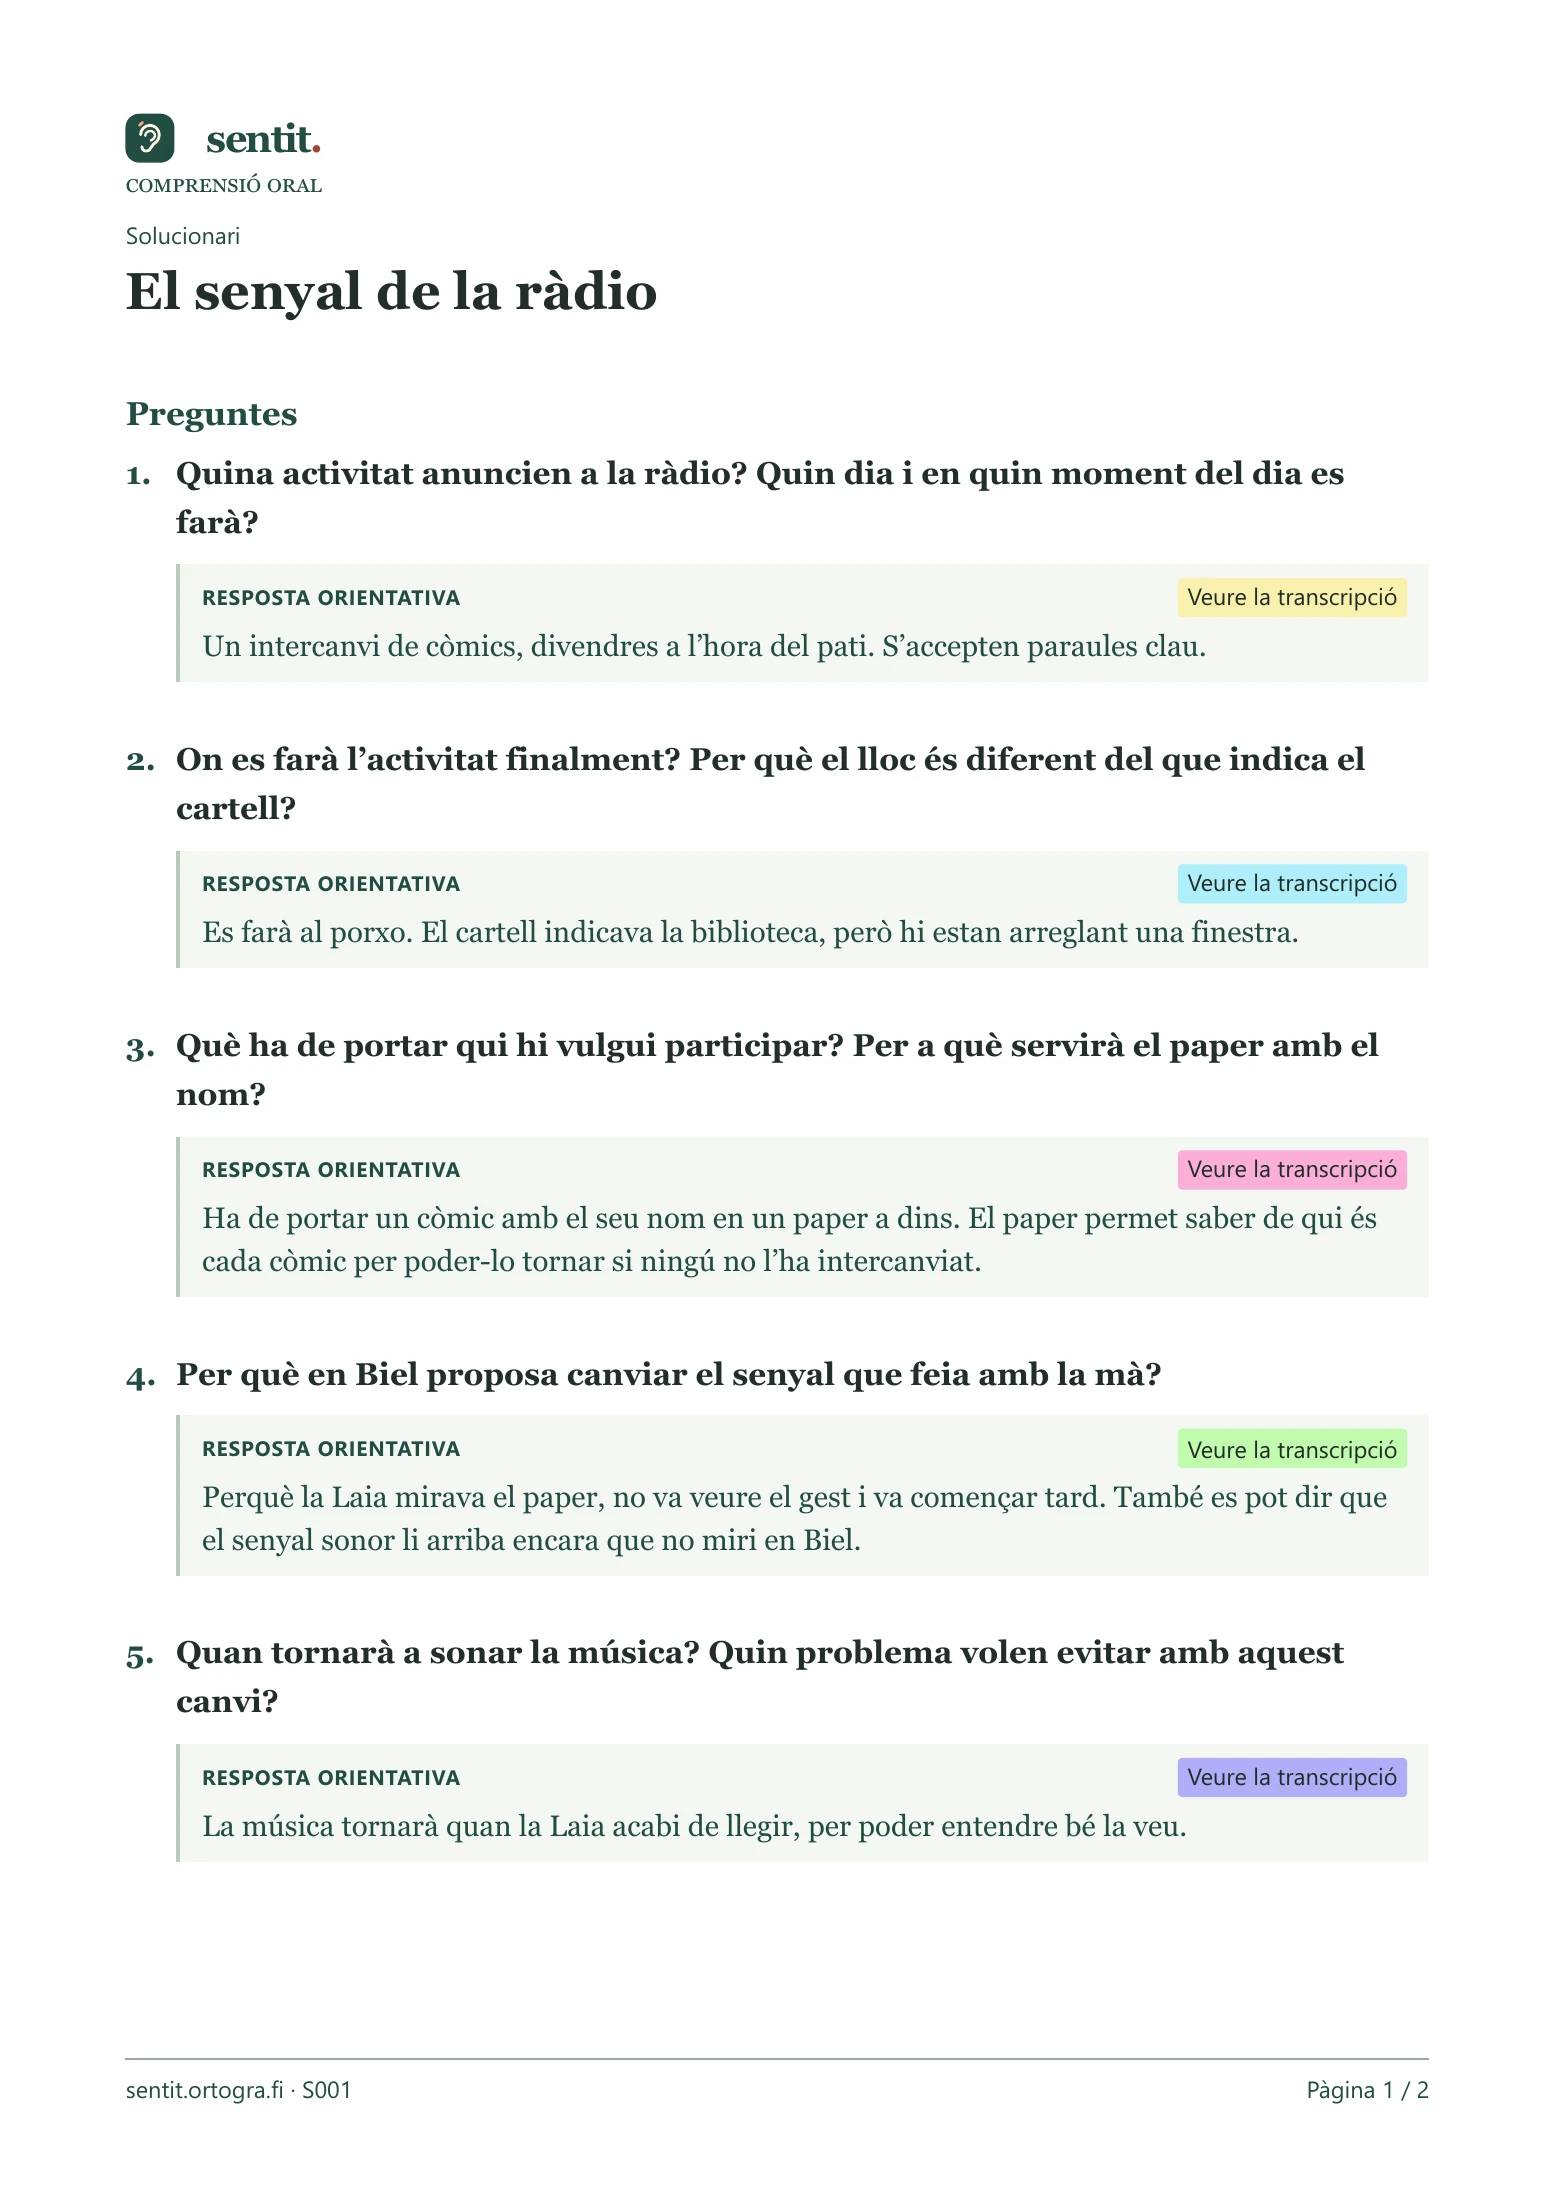 sentit.
COMPRENSIÓ ORAL
Solucionari
El senyal de la ràdio
Preguntes
1. Quina activitat anuncien a la ràdio? Quin dia i en quin moment del dia es
farà?
RESPOSTA ORIENTATIVA Veure la transcripció
Un intercanvi de còmics, divendres a l’hora del pati. S’accepten paraules clau.
2. On es farà l’activitat finalment? Per què el lloc és diferent del que indica el
cartell?
RESPOSTA ORIENTATIVA Veure la transcripció
Es farà al porxo. El cartell indicava la biblioteca, però hi estan arreglant una finestra.
3. Què ha de portar qui hi vulgui participar? Per a què servirà el paper amb el
nom?
RESPOSTA ORIENTATIVA Veure la transcripció
Ha de portar un còmic amb el seu nom en un paper a dins. El paper permet saber de qui és
cada còmic per poder-lo tornar si ningú no l’ha intercanviat.
4. Per què en Biel proposa canviar el senyal que feia amb la mà?
RESPOSTA ORIENTATIVA Veure la transcripció
Perquè la Laia mirava el paper, no va veure el gest i va començar tard. També es pot dir que
el senyal sonor li arriba encara que no miri en Biel.
5. Quan tornarà a sonar la música? Quin problema volen evitar amb aquest
canvi?
RESPOSTA ORIENTATIVA Veure la transcripció
La música tornarà quan la Laia acabi de llegir, per poder entendre bé la veu.
sentit.ortogra.fi · S001 Pàgina 1 / 2